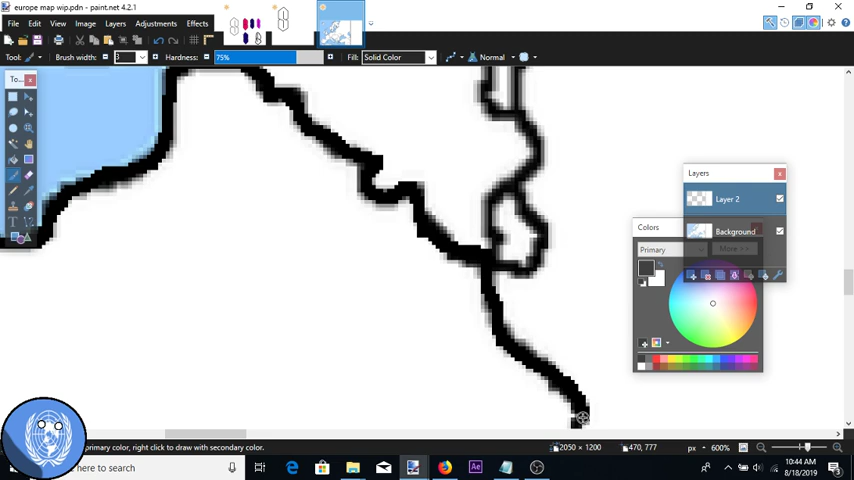 europe map wip.pdn - paint.net 4.2.1
File Edit View Image Layers Adjustments Effects
Tool: Brush width: 3 Hardness: 75% Fill: Solid Color Normal
To... x
Layers x
Layer 2
Background
Colors
Primary More >>
primary color, right click to draw with secondary color. 2050 × 1200 470, 777 px 600%
here to search
Ae
10:44 AM
8/18/2019
3